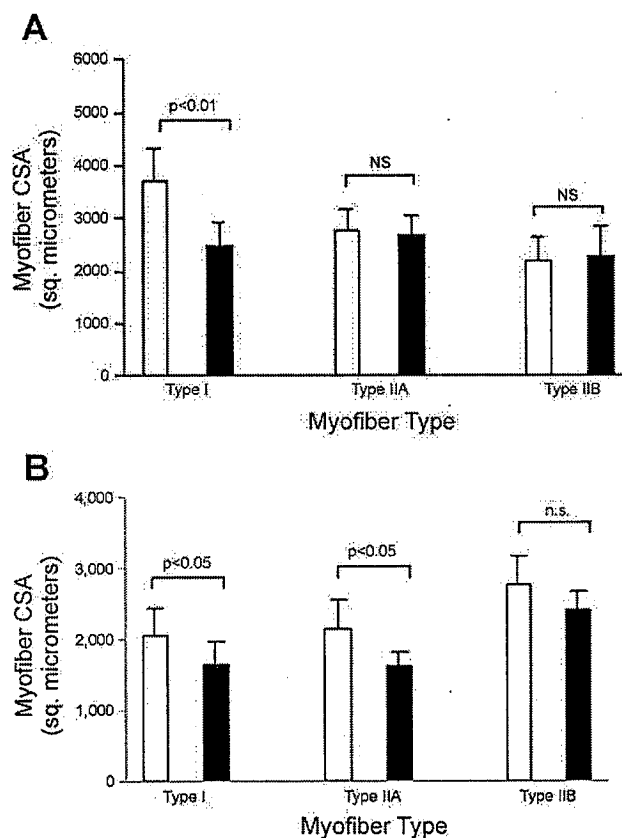 A
6000
5000
4000
3000
2000
1000
0
Myofiber CSA
(sq. micrometers)
p<0.01
NS
NS
Type I
Type IIA
Type IIB
Myofiber Type
B
4,000
3,000
2,000
1,000
0
Myofiber CSA
(sq. micrometers)
p<0.05
p<0.05
n.s.
Type I
Type IIA
Type IIB
Myofiber Type